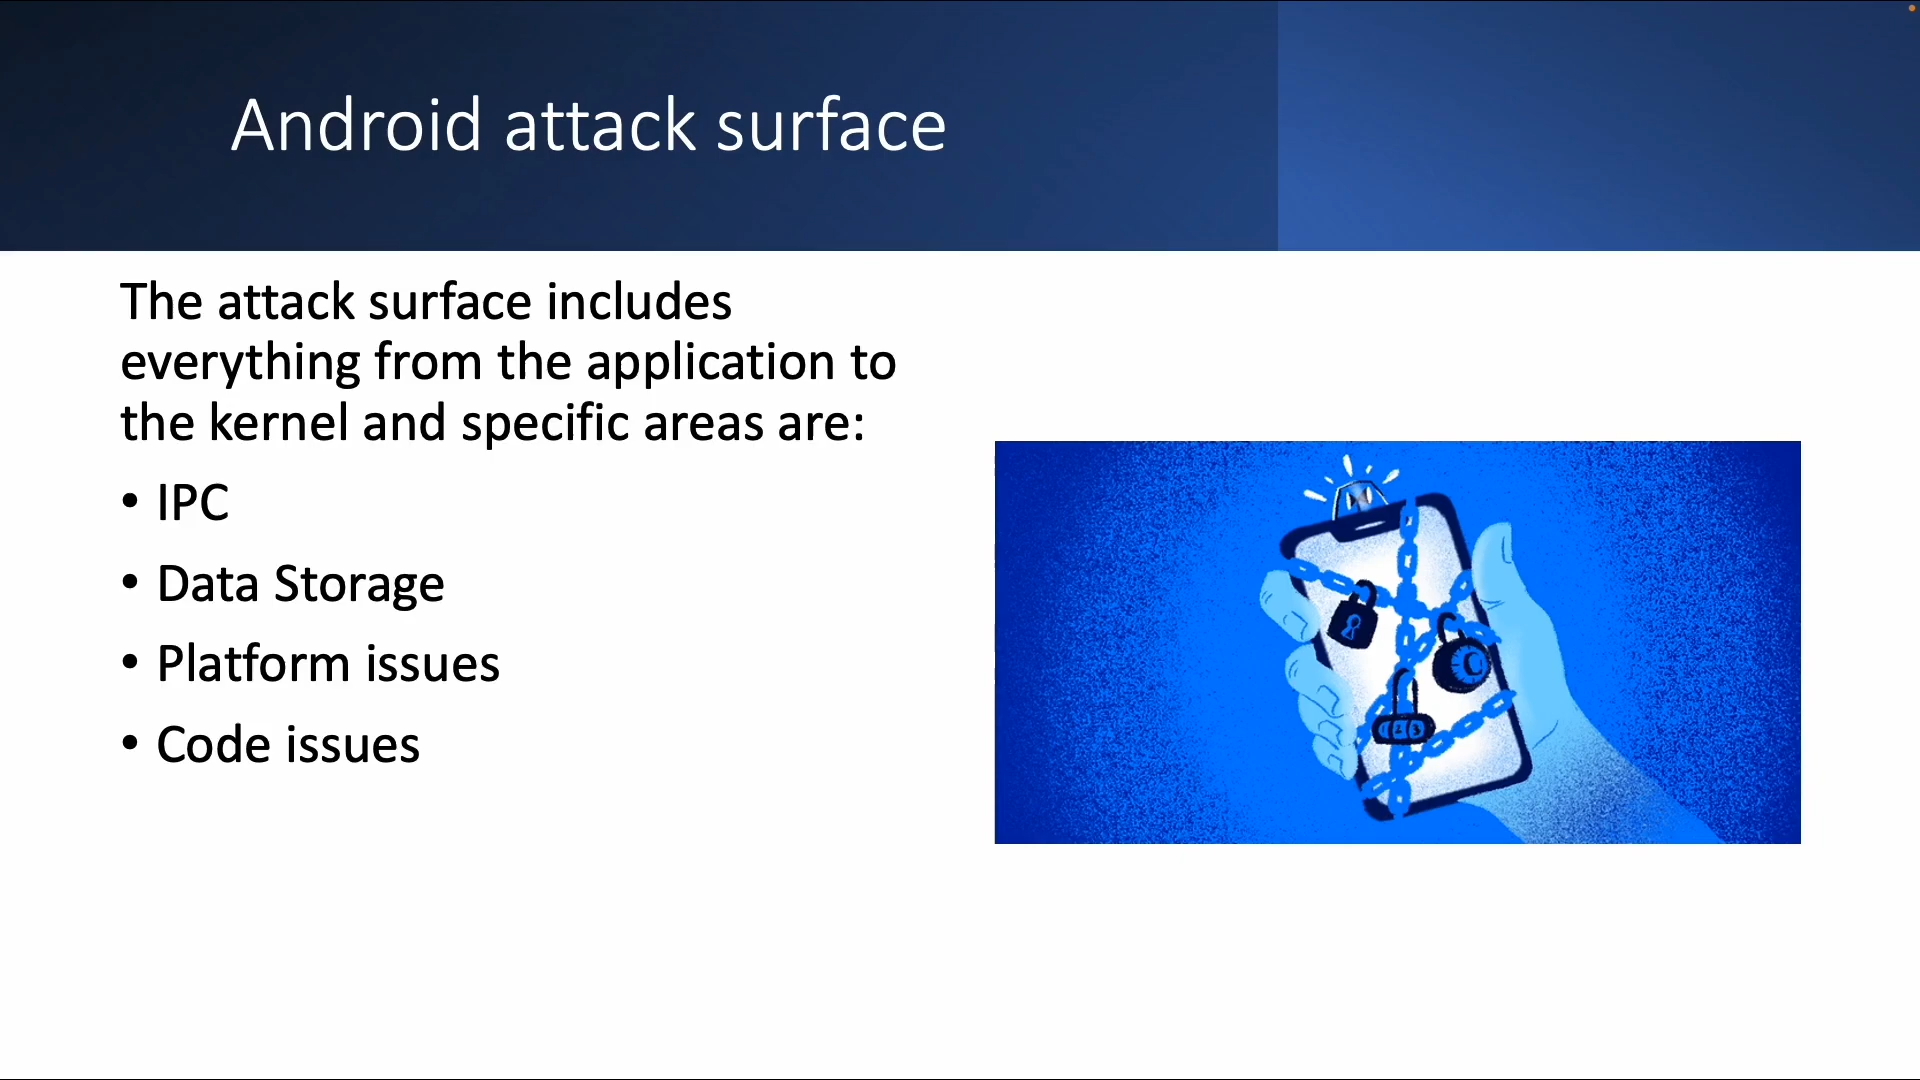 Android attack surface
The attack surface includes
everything from the application to
the kernel and specific areas are:
• IPC
• Data Storage
• Platform issues
• Code issues